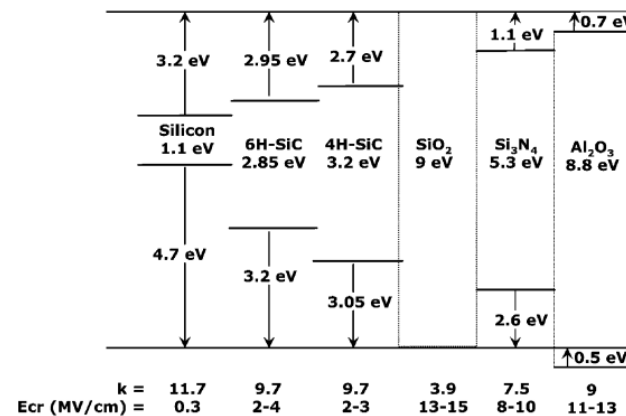 0.7 eV
3.2 eV 2.95 eV 2.7 eV 1.1 eV
Silicon 6H-SiC 4H-SiC SiO₂ Si₃N₄ Al₂O₃
1.1 eV 2.85 eV 3.2 eV 9 eV 5.3 eV 8.8 eV
4.7 eV 3.2 eV 3.05 eV 2.6 eV
0.5 eV
k = 11.7 9.7 9.7 3.9 7.5 9
Ecr (MV/cm) = 0.3 2-4 2-3 13-15 8-10 11-13